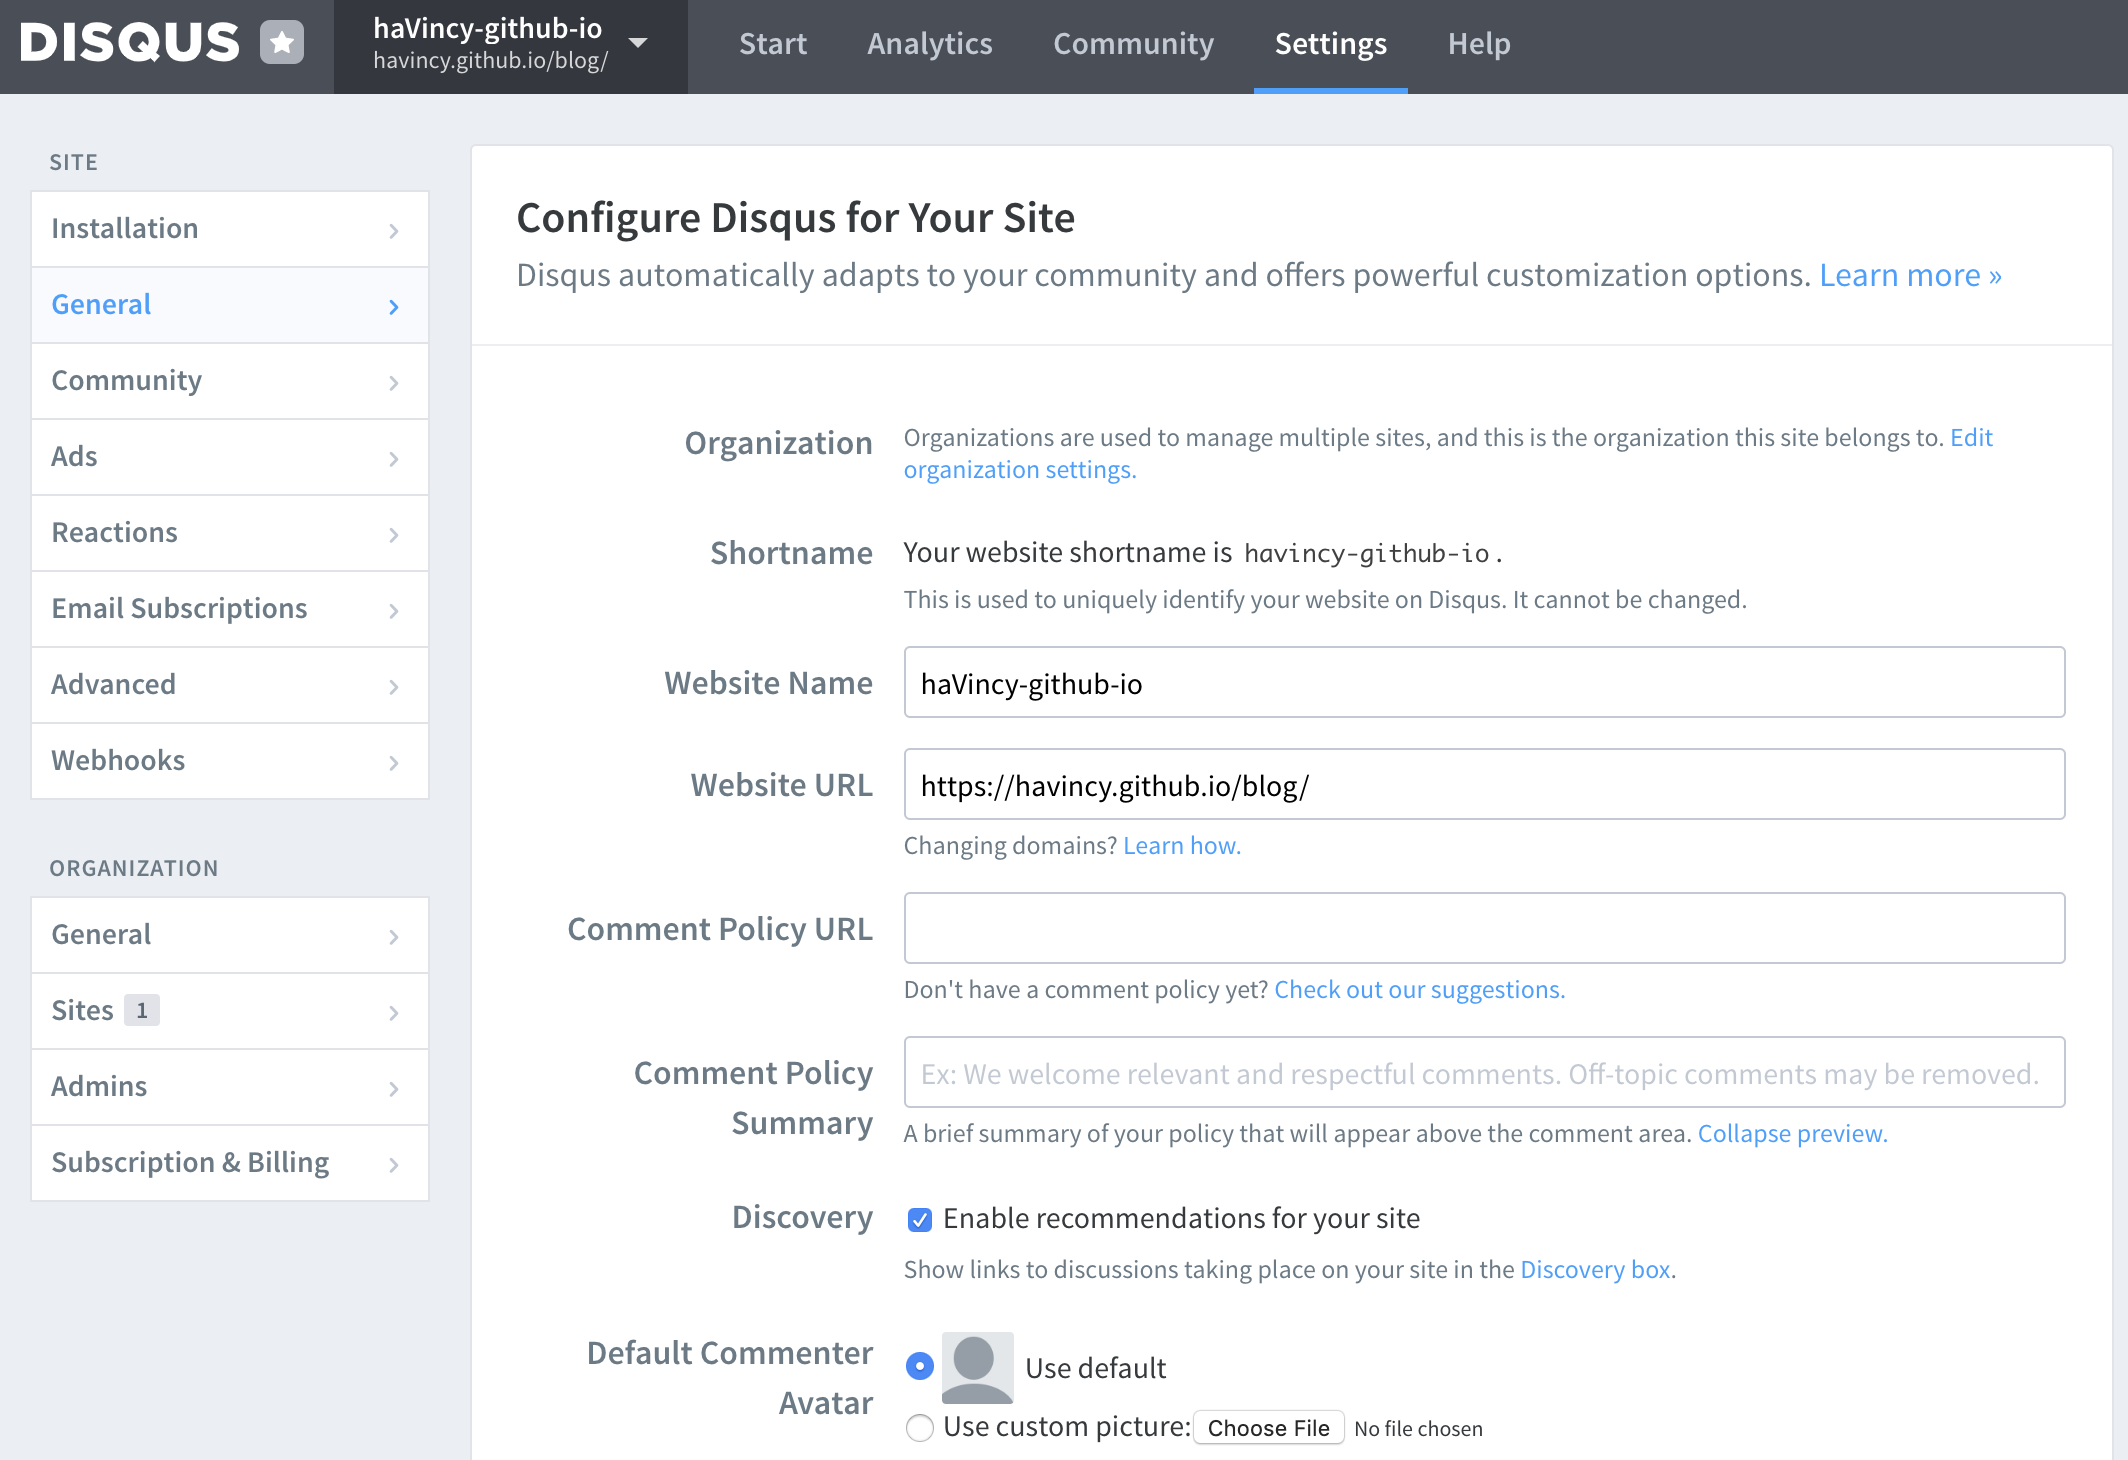 DISQUS
haVincy-github-io
havincy.github.io/blog/
Start
Analytics
Community
Settings
Help
SITE
Installation
General
Community
Ads
Reactions
Email Subscriptions
Advanced
Webhooks
ORGANIZATION
General
Sites 1
Admins
Subscription & Billing
Configure Disqus for Your Site
Disqus automatically adapts to your community and offers powerful customization options. Learn more »
Organization
Organizations are used to manage multiple sites, and this is the organization this site belongs to. Edit
organization settings.
Shortname
Your website shortname is havincy-github-io.
This is used to uniquely identify your website on Disqus. It cannot be changed.
Website Name
haVincy-github-io
Website URL
https://havincy.github.io/blog/
Changing domains? Learn how.
Comment Policy URL
Don't have a comment policy yet? Check out our suggestions.
Comment Policy
Summary
Ex: We welcome relevant and respectful comments. Off-topic comments may be removed.
A brief summary of your policy that will appear above the comment area. Collapse preview.
Discovery
Enable recommendations for your site
Show links to discussions taking place on your site in the Discovery box.
Default Commenter
Avatar
Use default
Use custom picture: Choose File No file chosen